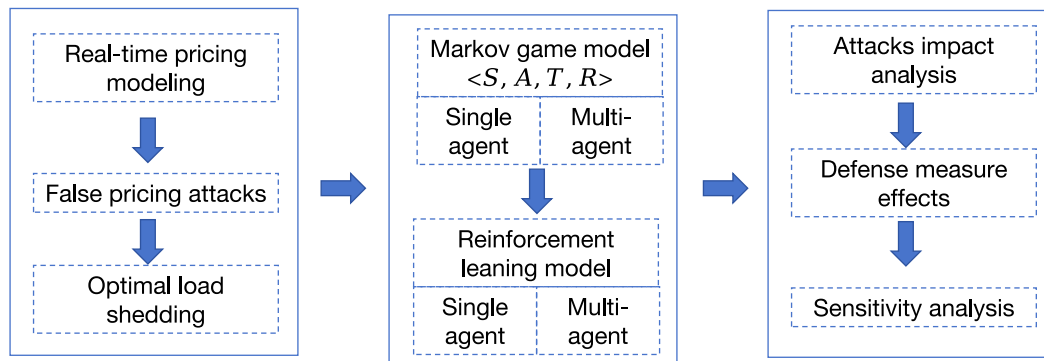 Real-time pricing
modeling
False pricing attacks
Optimal load
shedding
Markov game model
<S, A, T, R>
Single
agent
Multi-
agent
Reinforcement
leaning model
Single
agent
Multi-
agent
Attacks impact
analysis
Defense measure
effects
Sensitivity analysis